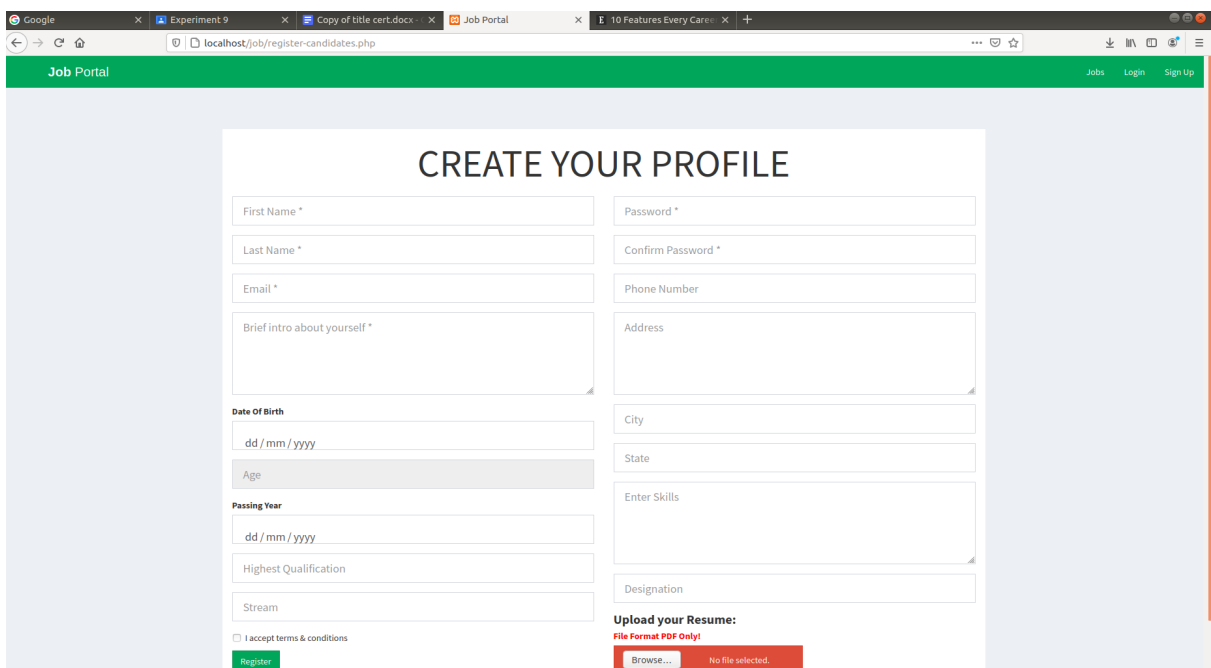 Google
Experiment 9
Copy of title cert.docx -
Job Portal
10 Features Every Caree
localhost/job/register-candidates.php
Job Portal
Jobs Login Sign Up
CREATE YOUR PROFILE
First Name *
Last Name *
Email *
Brief intro about yourself *
Date Of Birth
dd / mm / yyyy
Age
Passing Year
dd / mm / yyyy
Highest Qualification
Stream
I accept terms & conditions
Register
Password *
Confirm Password *
Phone Number
Address
City
State
Enter Skills
Designation
Upload your Resume:
File Format PDF Only!
Browse... No file selected.